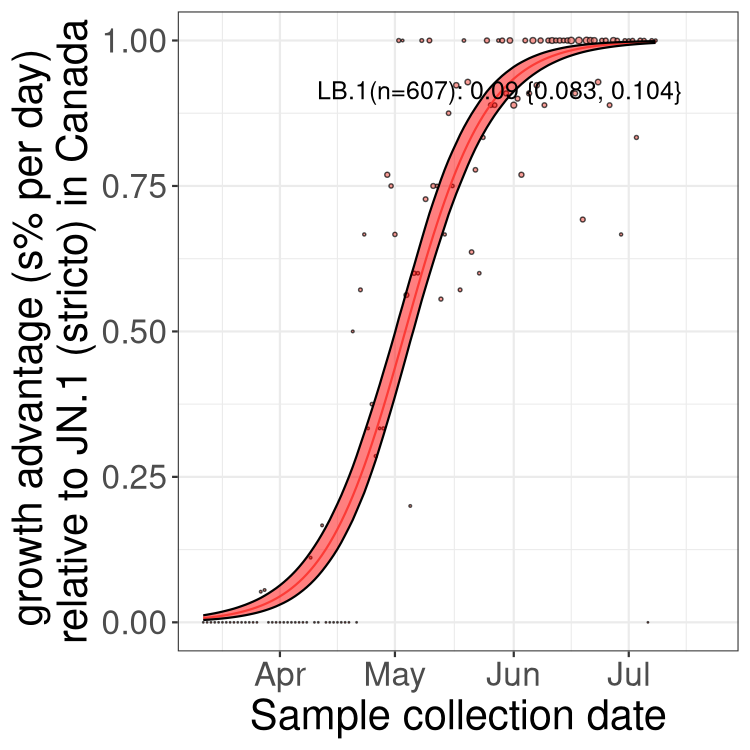 growth advantage (s% per day)
relative to JN.1 (stricto) in Canada
1.00
0.75
0.50
0.25
0.00
LB.1(n=607): 0.09 {0.083, 0.104}
Apr May Jun Jul
Sample collection date